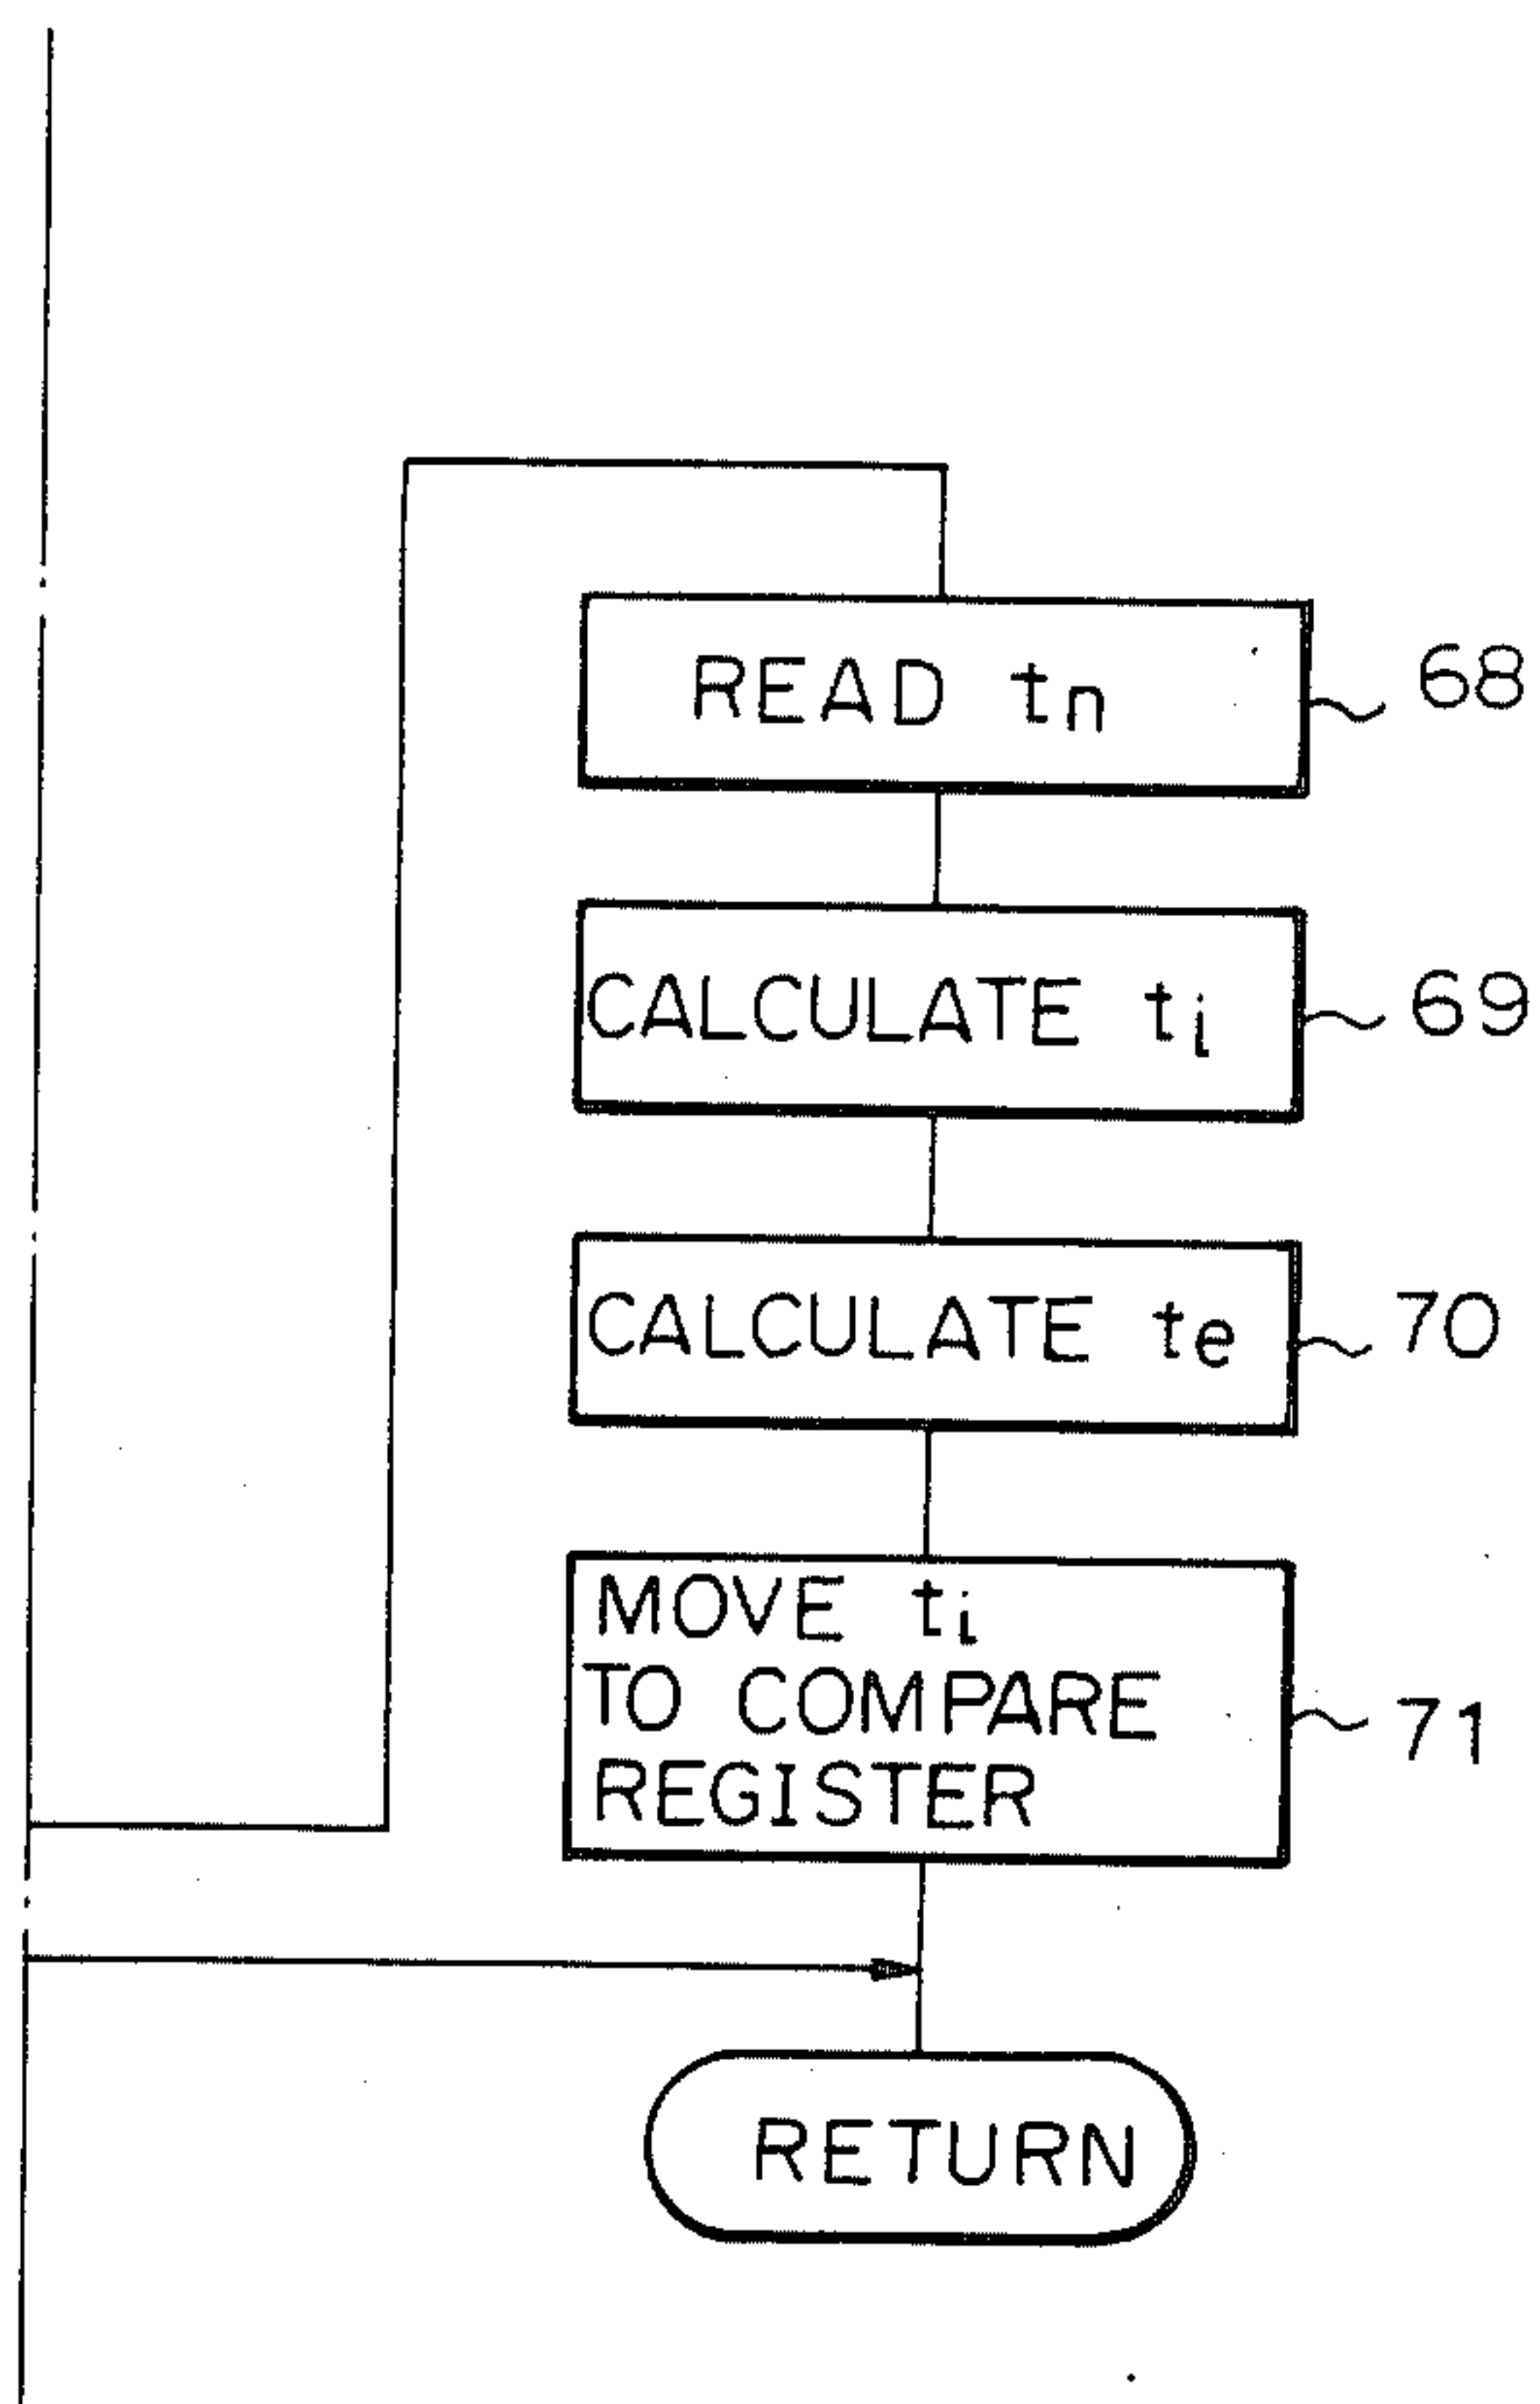 READ tn
68
CALCULATE ti
69
CALCULATE te
70
MOVE ti
TO COMPARE
REGISTER
71
RETURN